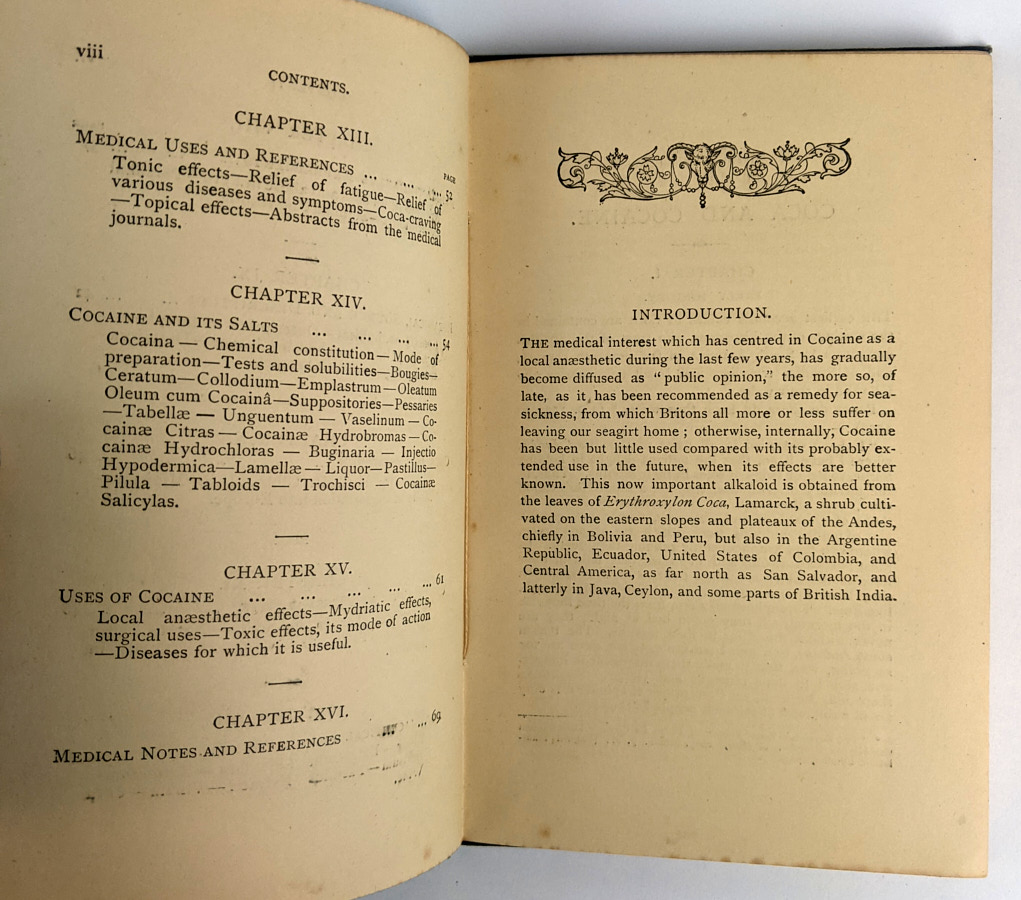 viii
CONTENTS.
CHAPTER XIII.
PAGE
MEDICAL USES AND REFERENCES ... ... ... ... 52
Tonic effects—Relief of fatigue—Relief of
various diseases and symptoms—Coca-craving
—Topical effects—Abstracts from the medical
journals.
CHAPTER XIV.
COCAINE AND ITS SALTS ... ... ... ... 54
Cocaina — Chemical constitution — Mode of
preparation—Tests and solubilities—Bougies—
Ceratum—Collodium—Emplastrum—Oleatum
Oleum cum Cocainâ—Suppositories—Pessaries
—Tabellæ — Unguentum — Vaselinum — Co-
cainæ Citras — Cocainæ Hydrobromas — Co-
cainæ Hydrochloras — Buginaria — Injectio
Hypodermica—Lamellæ — Liquor—Pastillus—
Pilula — Tabloids — Trochisci — Cocainæ
Salicylas.
CHAPTER XV.
USES OF COCAINE ... ... ... ... 61
Local anæsthetic effects—Mydriatic effects,
surgical uses—Toxic effects, its mode of action
—Diseases for which it is useful.
CHAPTER XVI.
MEDICAL NOTES AND REFERENCES ... ... 69
INTRODUCTION.
THE medical interest which has centred in Cocaine as a
local anæsthetic during the last few years, has gradually
become diffused as “public opinion,” the more so, of
late, as it has been recommended as a remedy for sea-
sickness, from which Britons all more or less suffer on
leaving our seagirt home ; otherwise, internally, Cocaine
has been but little used compared with its probably ex-
tended use in the future, when its effects are better
known. This now important alkaloid is obtained from
the leaves of Erythroxylon Coca, Lamarck, a shrub culti-
vated on the eastern slopes and plateaux of the Andes,
chiefly in Bolivia and Peru, but also in the Argentine
Republic, Ecuador, United States of Colombia, and
Central America, as far north as San Salvador, and
latterly in Java, Ceylon, and some parts of British India.